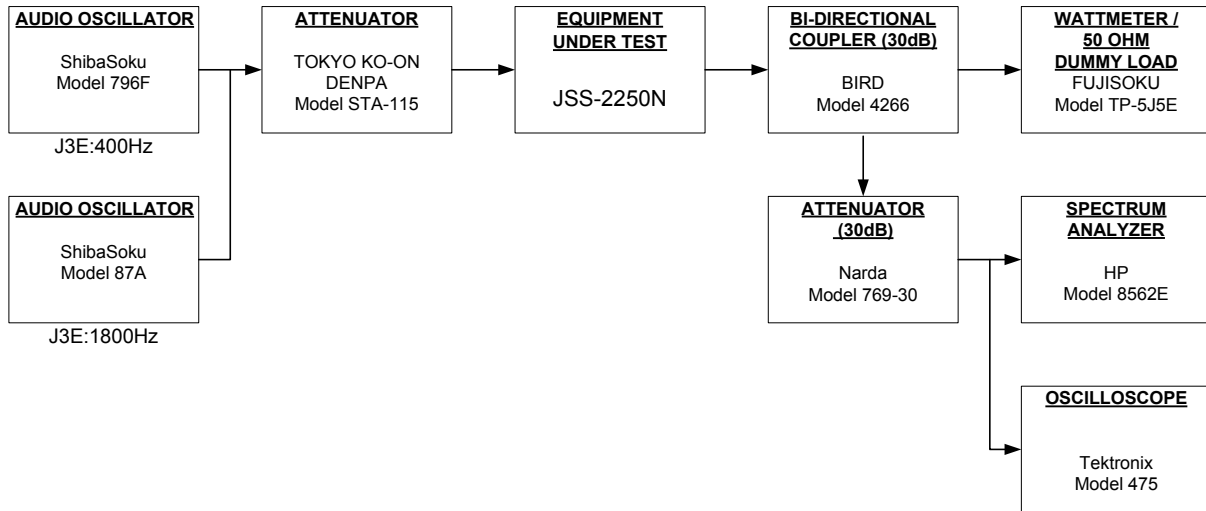 AUDIO OSCILLATOR
ShibaSoku
Model 796F
J3E:400Hz
ATTENUATOR
TOKYO KO-ON
DENPA
Model STA-115
EQUIPMENT
UNDER TEST
JSS-2250N
BI-DIRECTIONAL
COUPLER (30dB)
BIRD
Model 4266
WATTMETER /
50 OHM
DUMMY LOAD
FUJISOKU
Model TP-5J5E
AUDIO OSCILLATOR
ShibaSoku
Model 87A
J3E:1800Hz
ATTENUATOR
(30dB)
Narda
Model 769-30
SPECTRUM
ANALYZER
HP
Model 8562E
OSCILLOSCOPE
Tektronix
Model 475